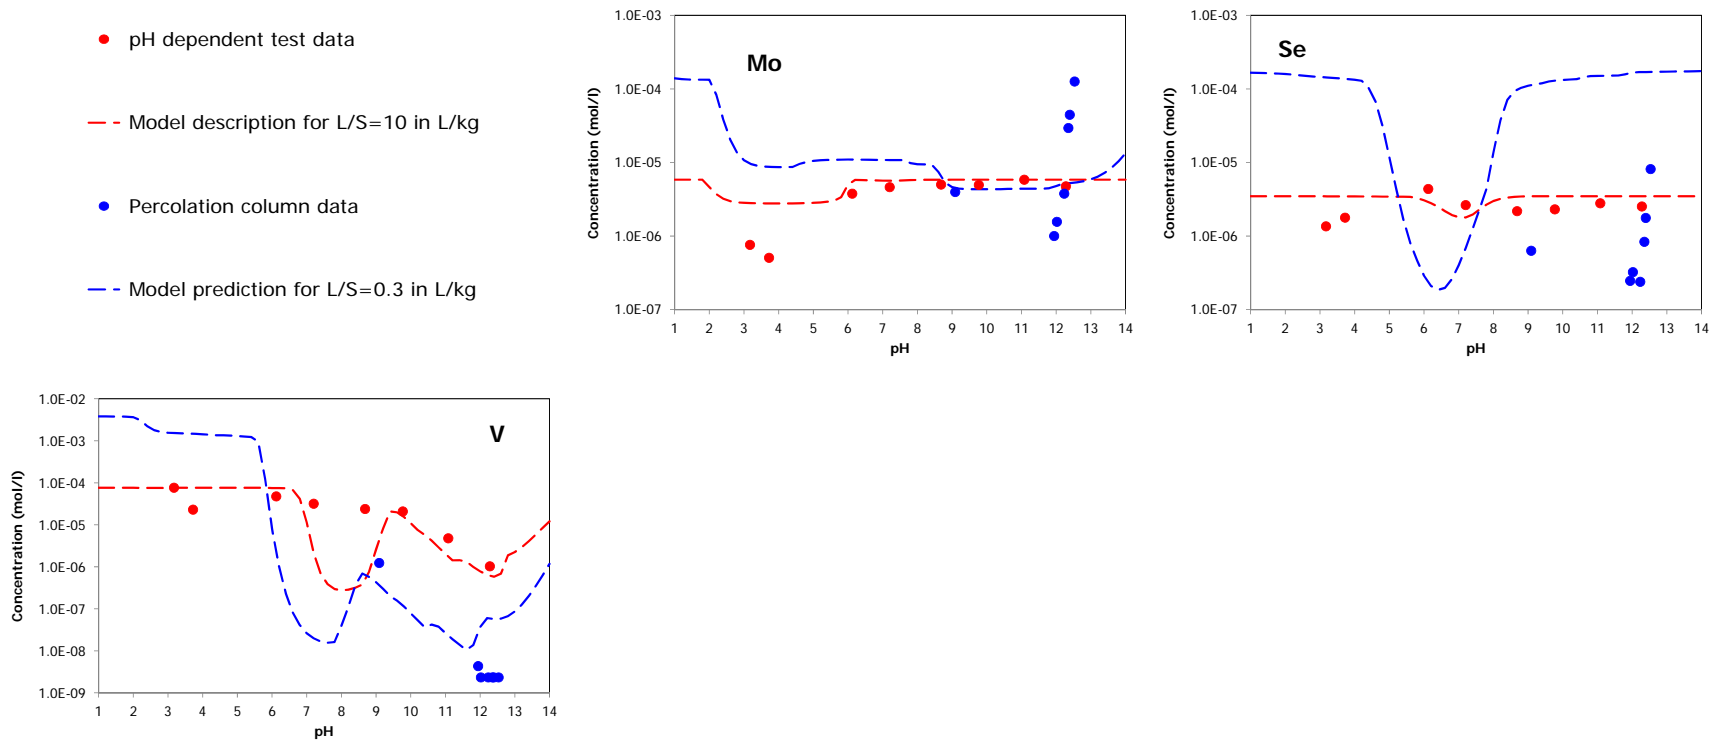 pH dependent test data
Model description for L/S=10 in L/kg
Percolation column data
Model prediction for L/S=0.3 in L/kg
Mo
Concentration (mol/l)
1.0E-03
1.0E-04
1.0E-05
1.0E-06
1.0E-07
1 2 3 4 5 6 7 8 9 10 11 12 13 14
pH
Se
Concentration (mol/l)
1.0E-03
1.0E-04
1.0E-05
1.0E-06
1.0E-07
1 2 3 4 5 6 7 8 9 10 11 12 13 14
pH
V
Concentration (mol/l)
1.0E-02
1.0E-03
1.0E-04
1.0E-05
1.0E-06
1.0E-07
1.0E-08
1.0E-09
1 2 3 4 5 6 7 8 9 10 11 12 13 14
pH